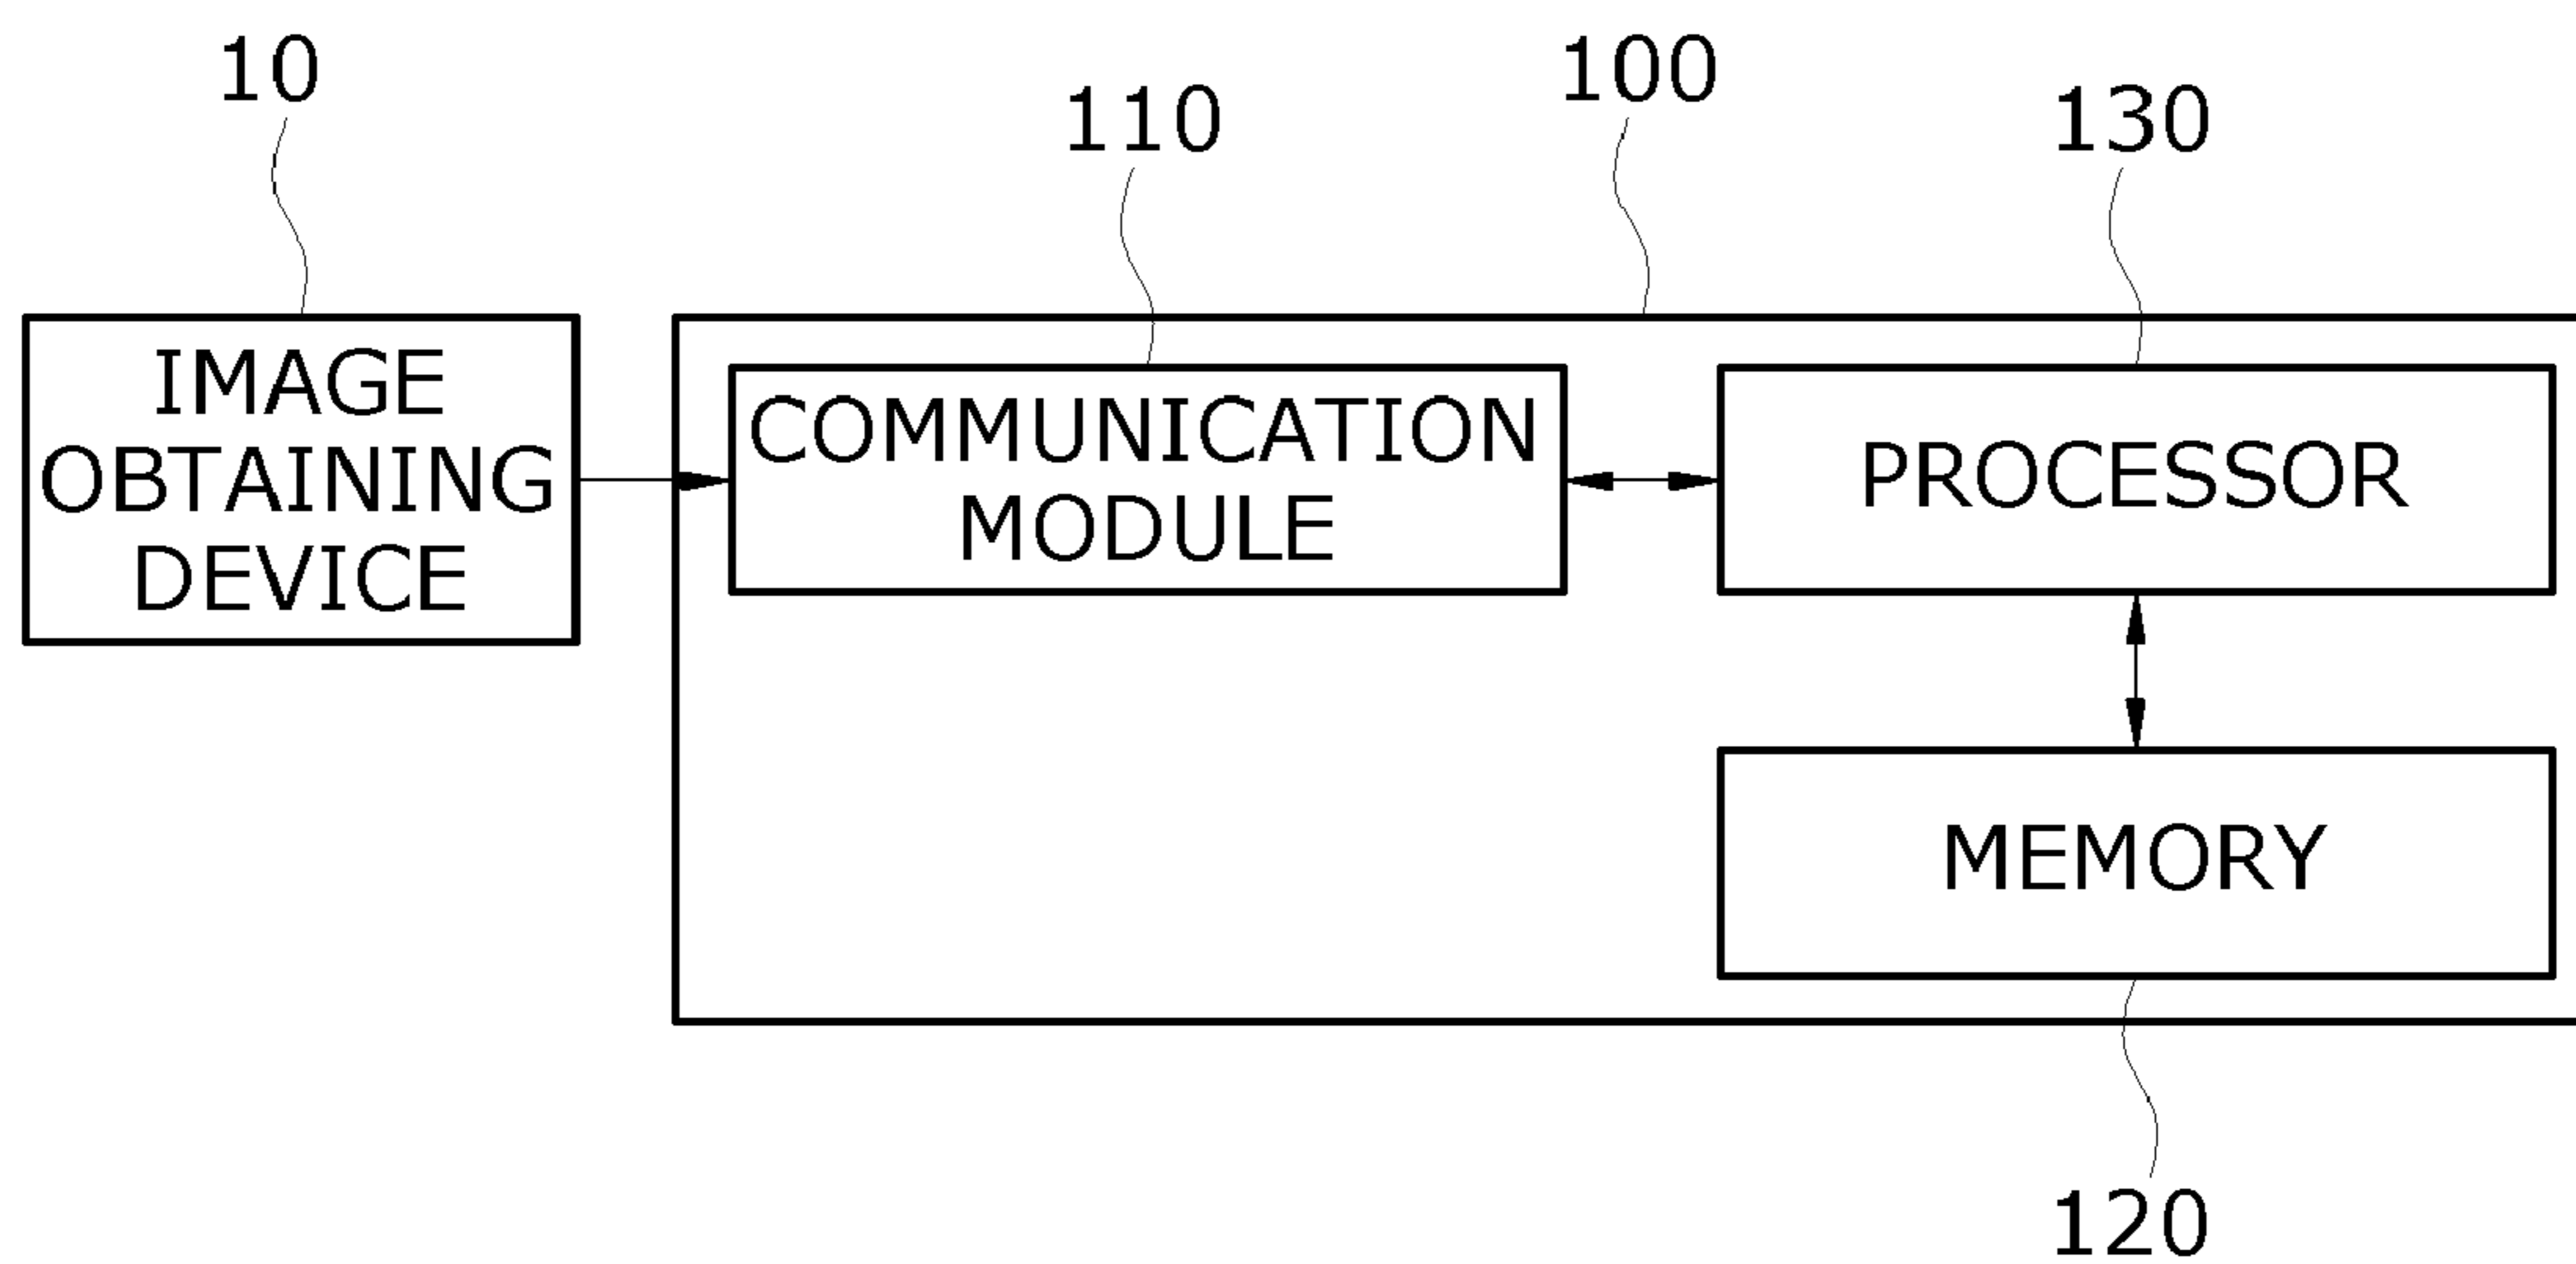 10
110
100
130
IMAGE
OBTAINING
DEVICE
COMMUNICATION
MODULE
PROCESSOR
MEMORY
120